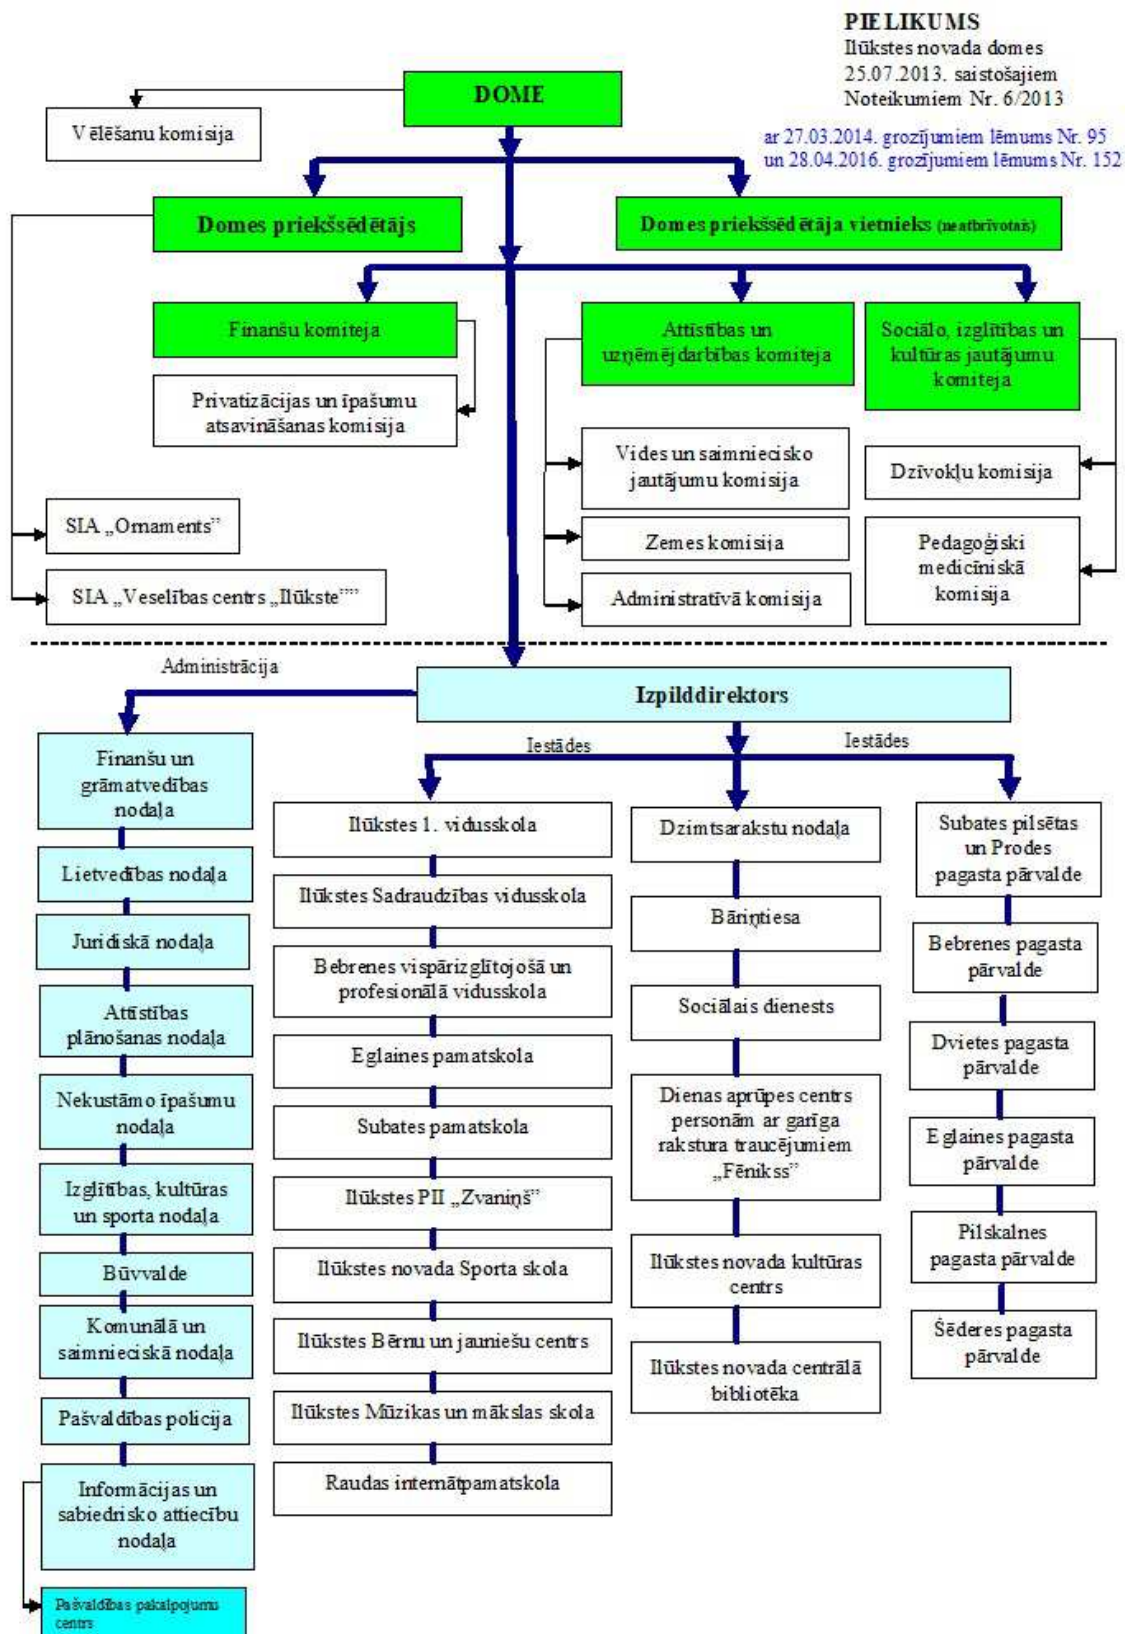 PIELIKUMS
Ilūkstes novada domes
25.07.2013. saistošajiem
Noteikumiem Nr. 6/2013
ar 27.03.2014. grozījumiem lēmums Nr. 95
un 28.04.2016. grozījumiem lēmums Nr. 152
DOME
Vēlēšanu komisija
Domes priekšsēdētājs
Domes priekšsēdētāja vietnieks (neatbrīvotais)
Finanšu komiteja
Attīstības un
uzņēmējdarbības komiteja
Sociālo, izglītības un
kultūras jautājumu
komiteja
Privatizācijas un īpašumu
atsavināšanas komisija
Vides un saimniecisko
jautājumu komisija
Dzīvokļu komisija
SIA „Ornaments”
Zemes komisija
Pedagoģiski
medicīniskā
komisija
SIA „Veselības centrs „Ilūkste””
Administratīvā komisija
Administrācija
Izpilddirektors
Iestādes
Iestādes
Finanšu un
grāmatvedības
nodaļa
Lietvedības nodaļa
Juridiskā nodaļa
Attīstības
plānošanas nodaļa
Nekustāmo īpašumu
nodaļa
Izglītības, kultūras
un sporta nodaļa
Būvvalde
Komunālā un
saimnieciskā nodaļa
Pašvaldības policija
Informācijas un
sabiedrisko attiecību
nodaļa
Pašvaldības pakalpojumu
centrs
Ilūkstes 1. vidusskola
Ilūkstes Sadraudzības vidusskola
Bebrenes vispārizglītojošā un
profesionālā vidusskola
Eglaines pamatskola
Subates pamatskola
Ilūkstes PII „Zvaniņš”
Ilūkstes novada Sporta skola
Ilūkstes Bērnu un jauniešu centrs
Ilūkstes Mūzikas un mākslas skola
Raudas internātpamatskola
Dzimtsarakstu nodaļa
Bāriņtiesa
Sociālais dienests
Dienas aprūpes centrs
personām ar garīga
rakstura traucējumiem
„Fēnikss”
Ilūkstes novada kultūras
centrs
Ilūkstes novada centrālā
bibliotēka
Subates pilsētas
un Prodes
pagasta pārvalde
Bebrenes pagasta
pārvalde
Dvietes pagasta
pārvalde
Eglaines pagasta
pārvalde
Pilskalnes
pagasta pārvalde
Šēderes pagasta
pārvalde